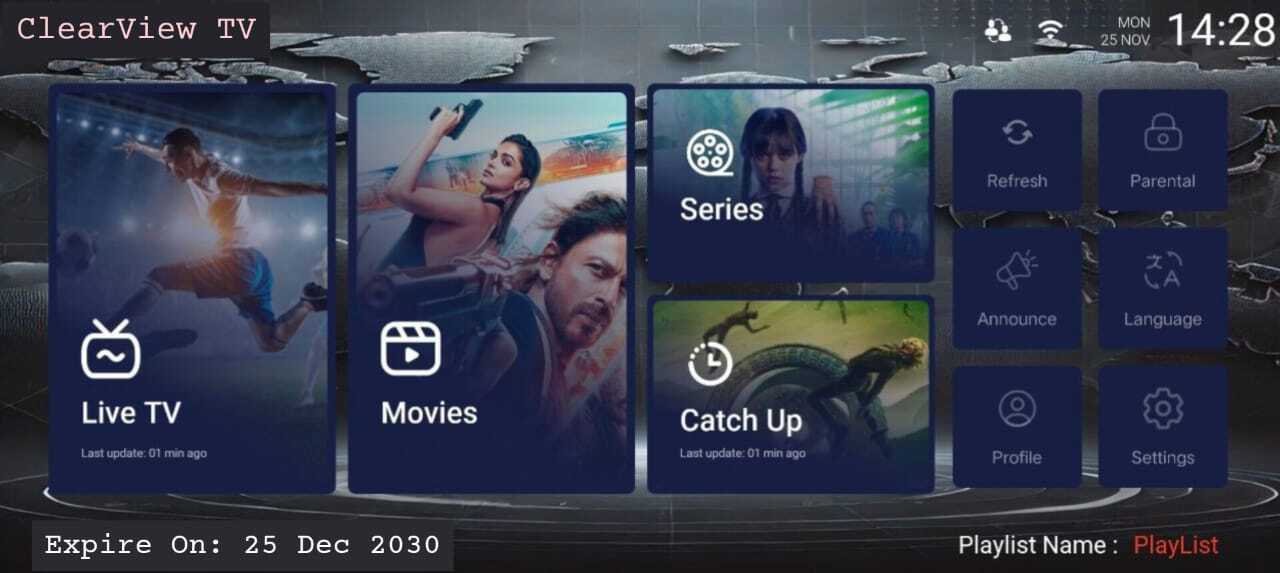 ClearView TV
MON
25 NOV
14:28
Live TV
Last update: 01 min ago
Movies
Series
Catch Up
Last update: 01 min ago
Refresh
Parental
Announce
Language
Profile
Settings
Expire On: 25 Dec 2030
Playlist Name : PlayList